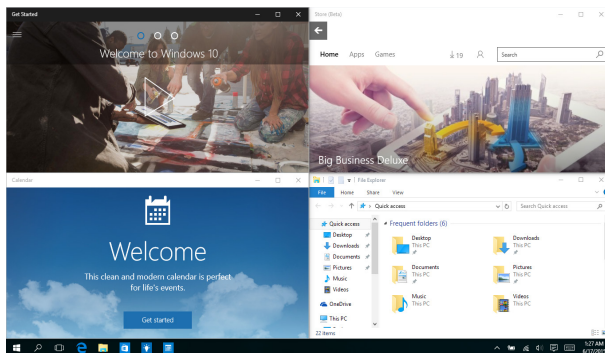 Get Started
Welcome to Windows 10
Store (Beta)
Home Apps Games 19 Search
Big Business Deluxe
Calendar
Welcome
This clean and modern calendar is perfect
for life's events.
Get started
File Explorer
File Home Share View
Quick access Search Quick access
Quick access
Desktop
Downloads
Documents
Pictures
Music
Videos
OneDrive
This PC
Frequent folders (6)
Desktop
This PC
Downloads
This PC
Documents
This PC
Pictures
This PC
Music
This PC
Videos
This PC
22 items
1:27 AM